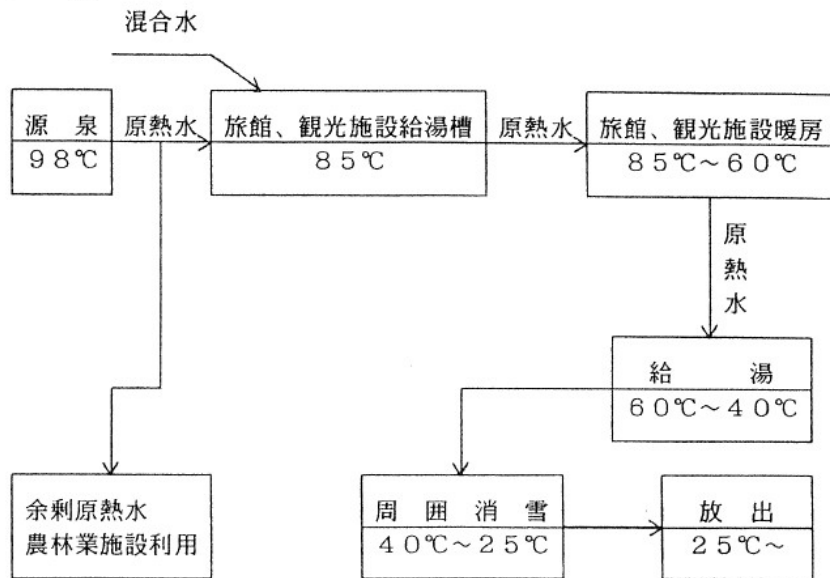 混合水
源　泉
98℃
原熱水
旅館、観光施設給湯槽
85℃
原熱水
旅館、観光施設暖房
85℃～60℃
原熱水
給　　湯
60℃～40℃
余剰原熱水
農林業施設利用
周　囲　消　雪
40℃～25℃
放　出
25℃～